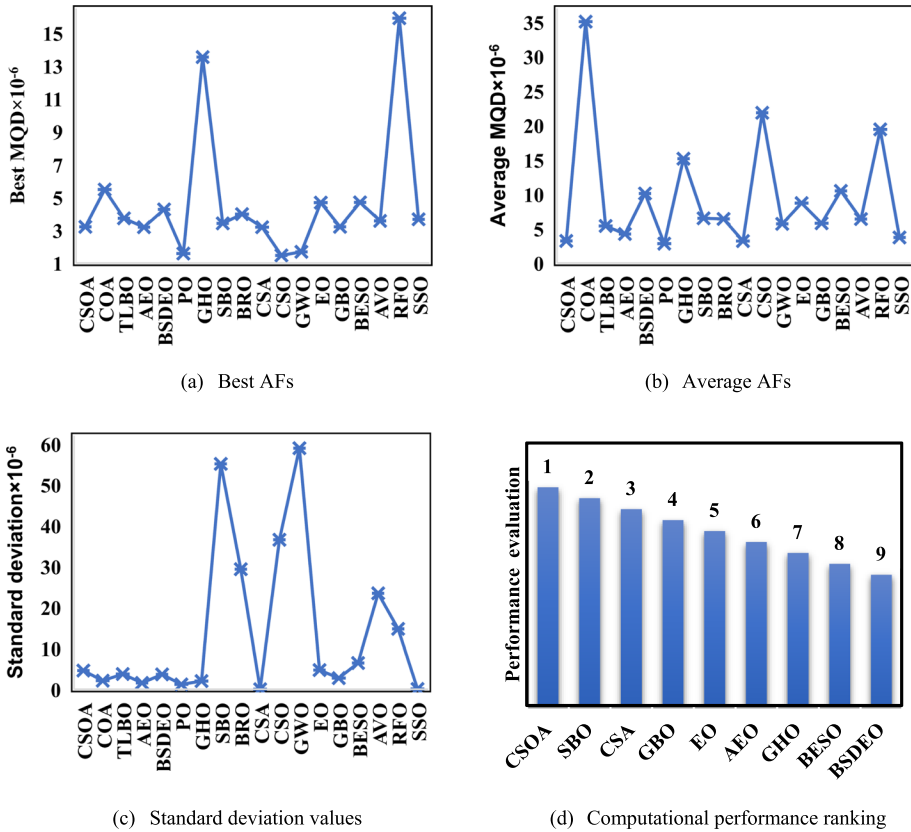 Best MQD×10⁻⁶
15
13
11
9
7
5
3
1
CSOA
COA
TLBO
AEO
BSDEO
PO
GHO
SBO
BRO
CSA
CSO
GWO
EO
GBO
BESO
AVO
RFO
SSO
(a) Best AFs
Average MQD×10⁻⁶
35
30
25
20
15
10
5
0
CSOA
COA
TLBO
AEO
BSDEO
PO
GHO
SBO
BRO
CSA
CSO
GWO
EO
GBO
BESO
AVO
RFO
SSO
(b) Average AFs
Standard deviation×10⁻⁶
60
50
40
30
20
10
0
CSOA
COA
TLBO
AEO
BSDEO
PO
GHO
SBO
BRO
CSA
CSO
GWO
EO
GBO
BESO
AVO
RFO
SSO
(c) Standard deviation values
Performance evaluation
1
2
3
4
5
6
7
8
9
CSOA
SBO
CSA
GBO
EO
AEO
GHO
BESO
BSDEO
(d) Computational performance ranking